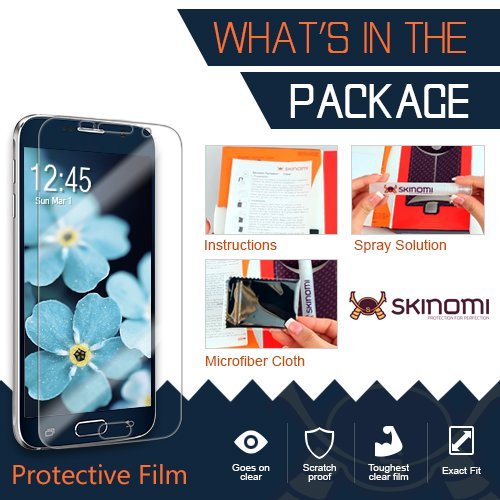 WHAT'S IN THE
PACKAGE
12:45
Sun Mar 1
SKINOMI
Instructions
SKINOMI
Spray Solution
Microfiber Cloth
SKINOMI
PROTECTION FOR PERFECTION
Protective Film
Goes on
clear
Scratch
proof
Toughest
clear film
Exact Fit